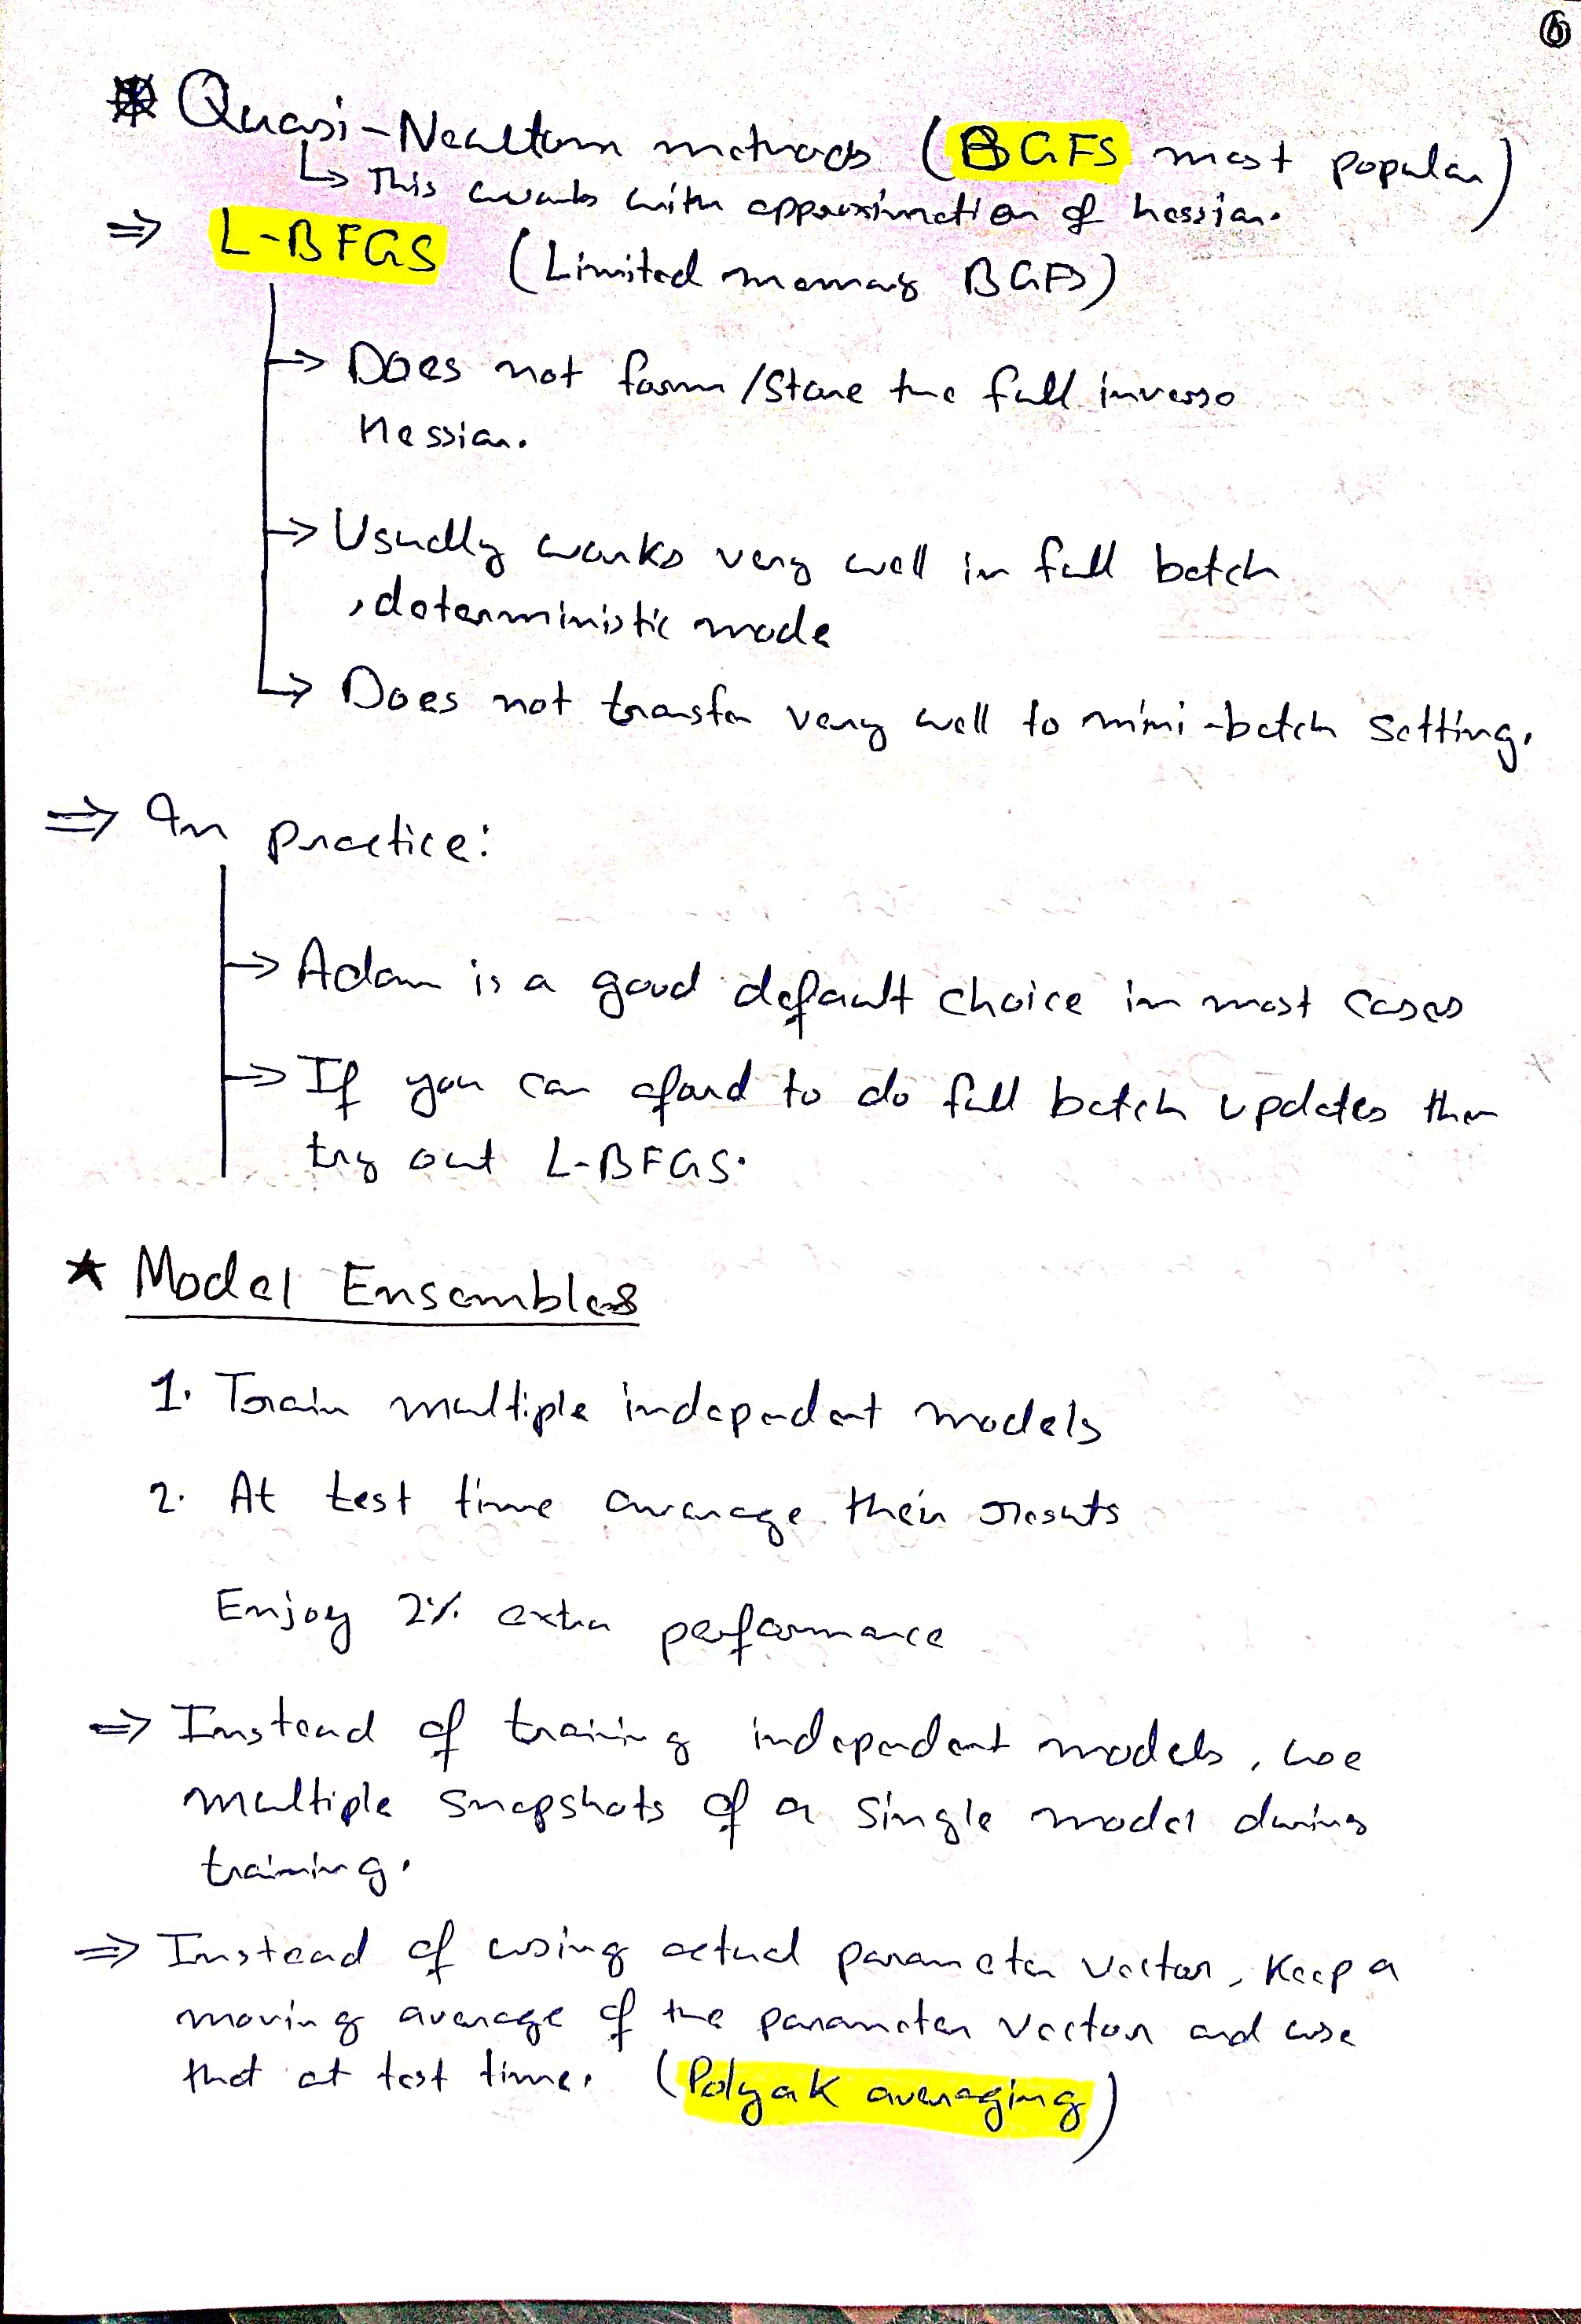 6
* Quasi-Newton methods (BGFS most popular)
↳ This works with approximation of hessian.
⇒ L-BFGS (Limited memory BGFS)
→ Does not form/store the full inverse
Hessian.
→ Usually works very well in full batch
, deterministic mode
→ Does not transfer very well to mini-batch setting.
⇒ In practice:
→ Adam is a good default choice in most cases
→ If you can aford to do full batch updates then
try out L-BFGS.
* Model Ensembles
1. Train multiple independent models
2. At test time average their results
Enjoy 2% extra performance
⇒ Instead of training independent models, use
multiple snapshots of a single model during
training.
⇒ Instead of using actual parameter vector, keep a
moving average of the parameter vector and use
that at test time. (Polyak averaging)